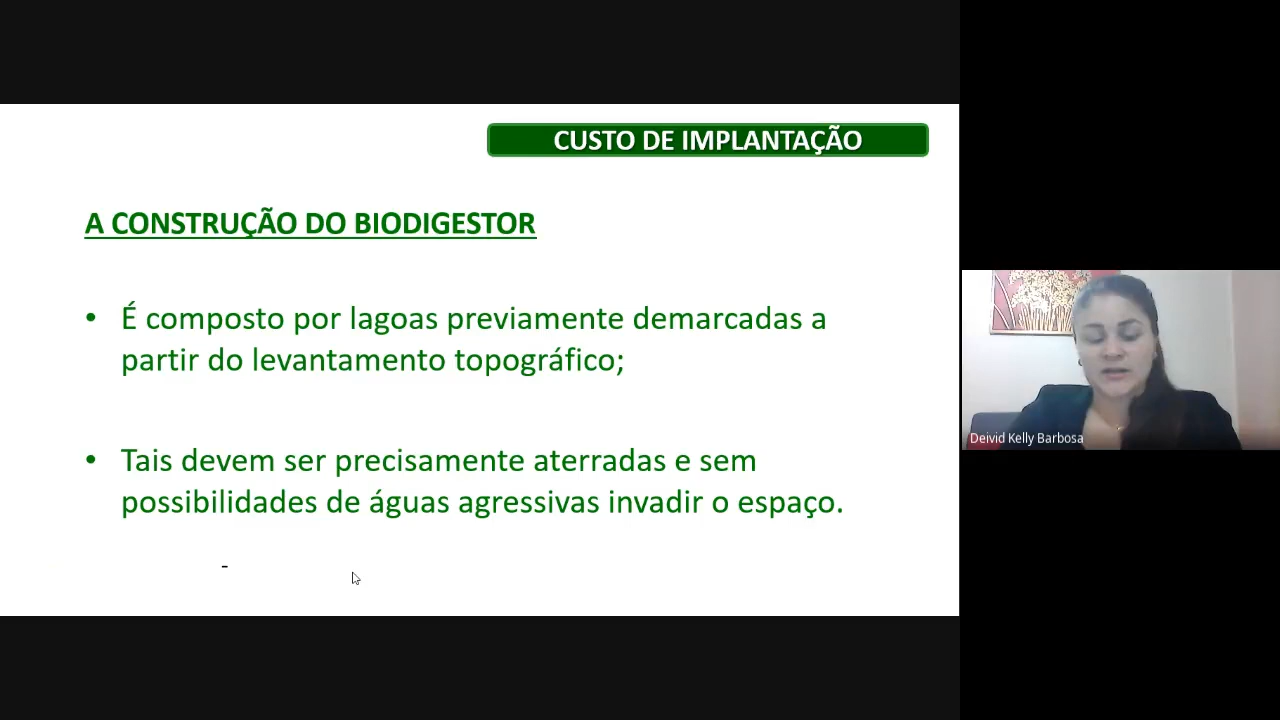 CUSTO DE IMPLANTAÇÃO
A CONSTRUÇÃO DO BIODIGESTOR
• É composto por lagoas previamente demarcadas a
partir do levantamento topográfico;
• Tais devem ser precisamente aterradas e sem
possibilidades de águas agressivas invadir o espaço.
-
Deivid Kelly Barbosa